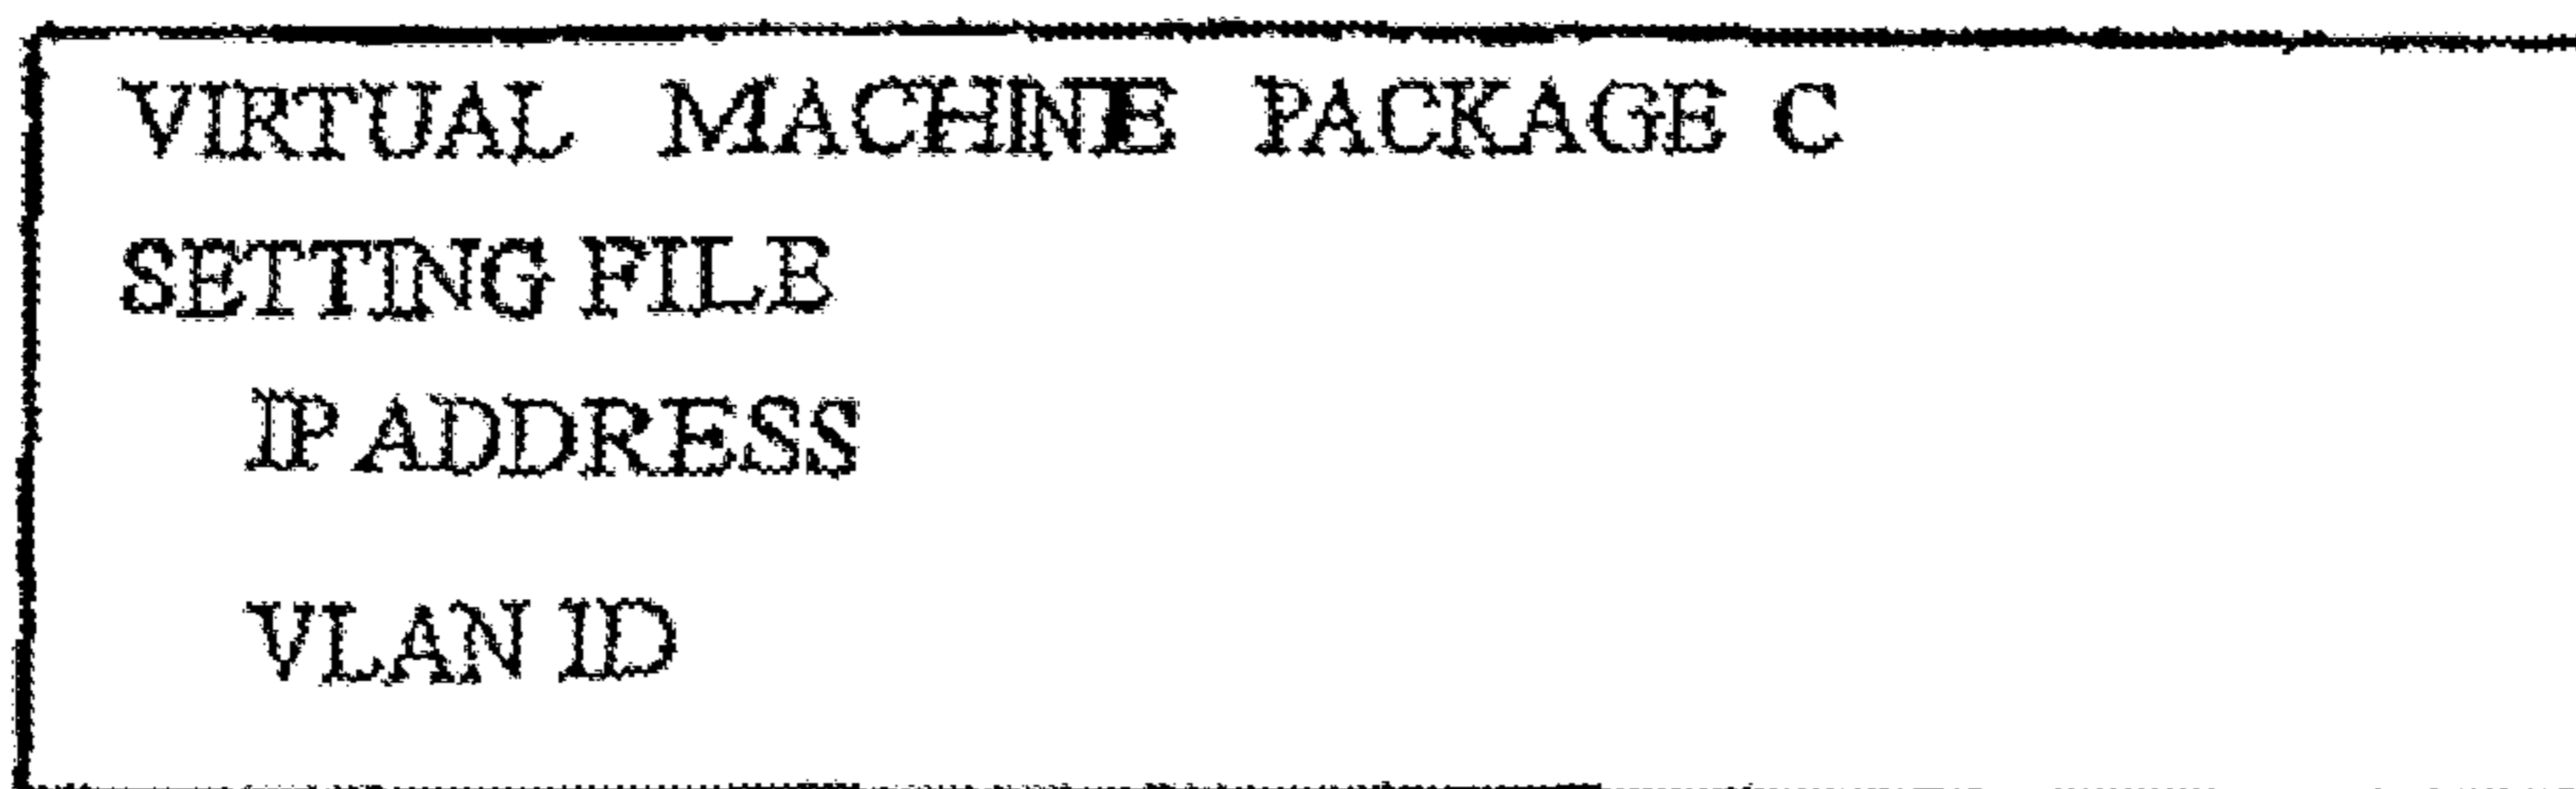 VIRTUAL MACHINE PACKAGE C
SETTING FILE
IP ADDRESS
VLAN ID